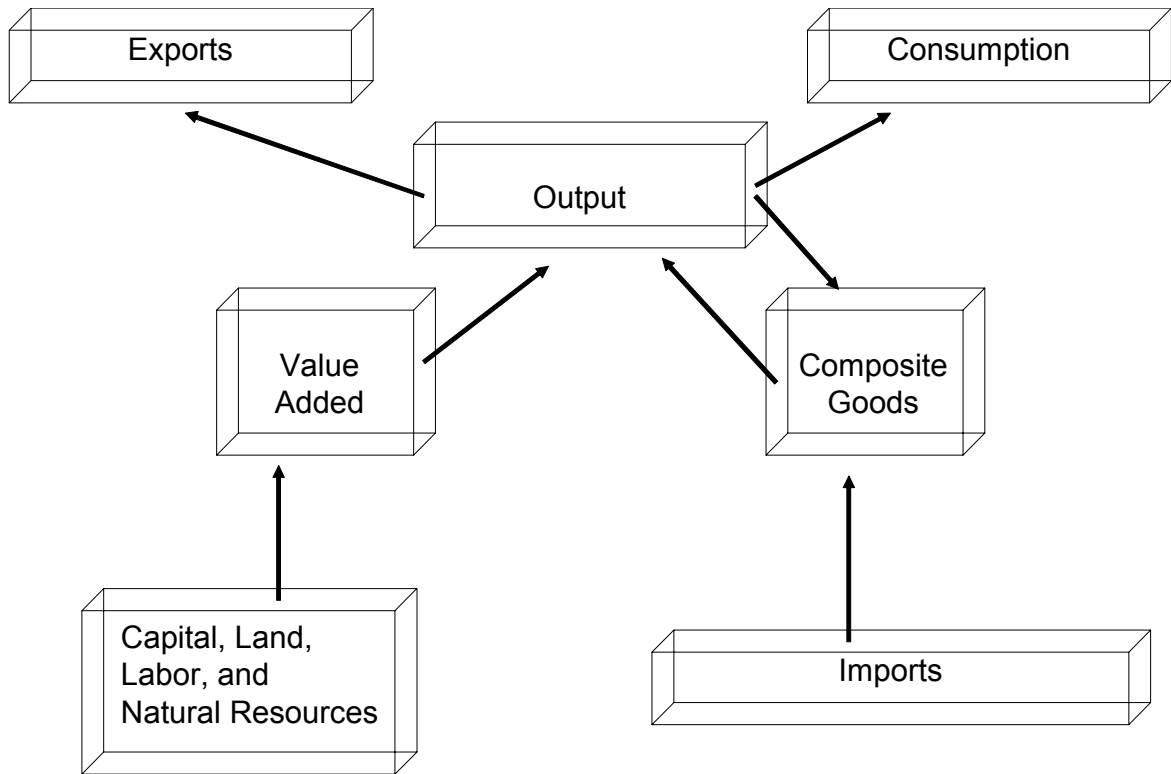 Exports
Consumption
Output
Value
Added
Composite
Goods
Capital, Land,
Labor, and
Natural Resources
Imports